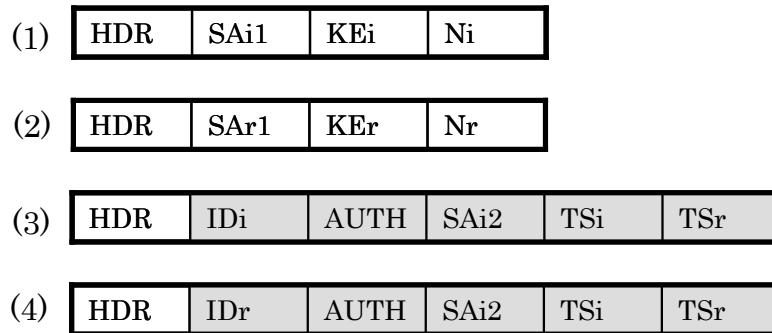 (1) HDR SAi1 KEi Ni
(2) HDR SAr1 KEr Nr
(3) HDR IDi AUTH SAi2 TSi TSr
(4) HDR IDr AUTH SAi2 TSi TSr